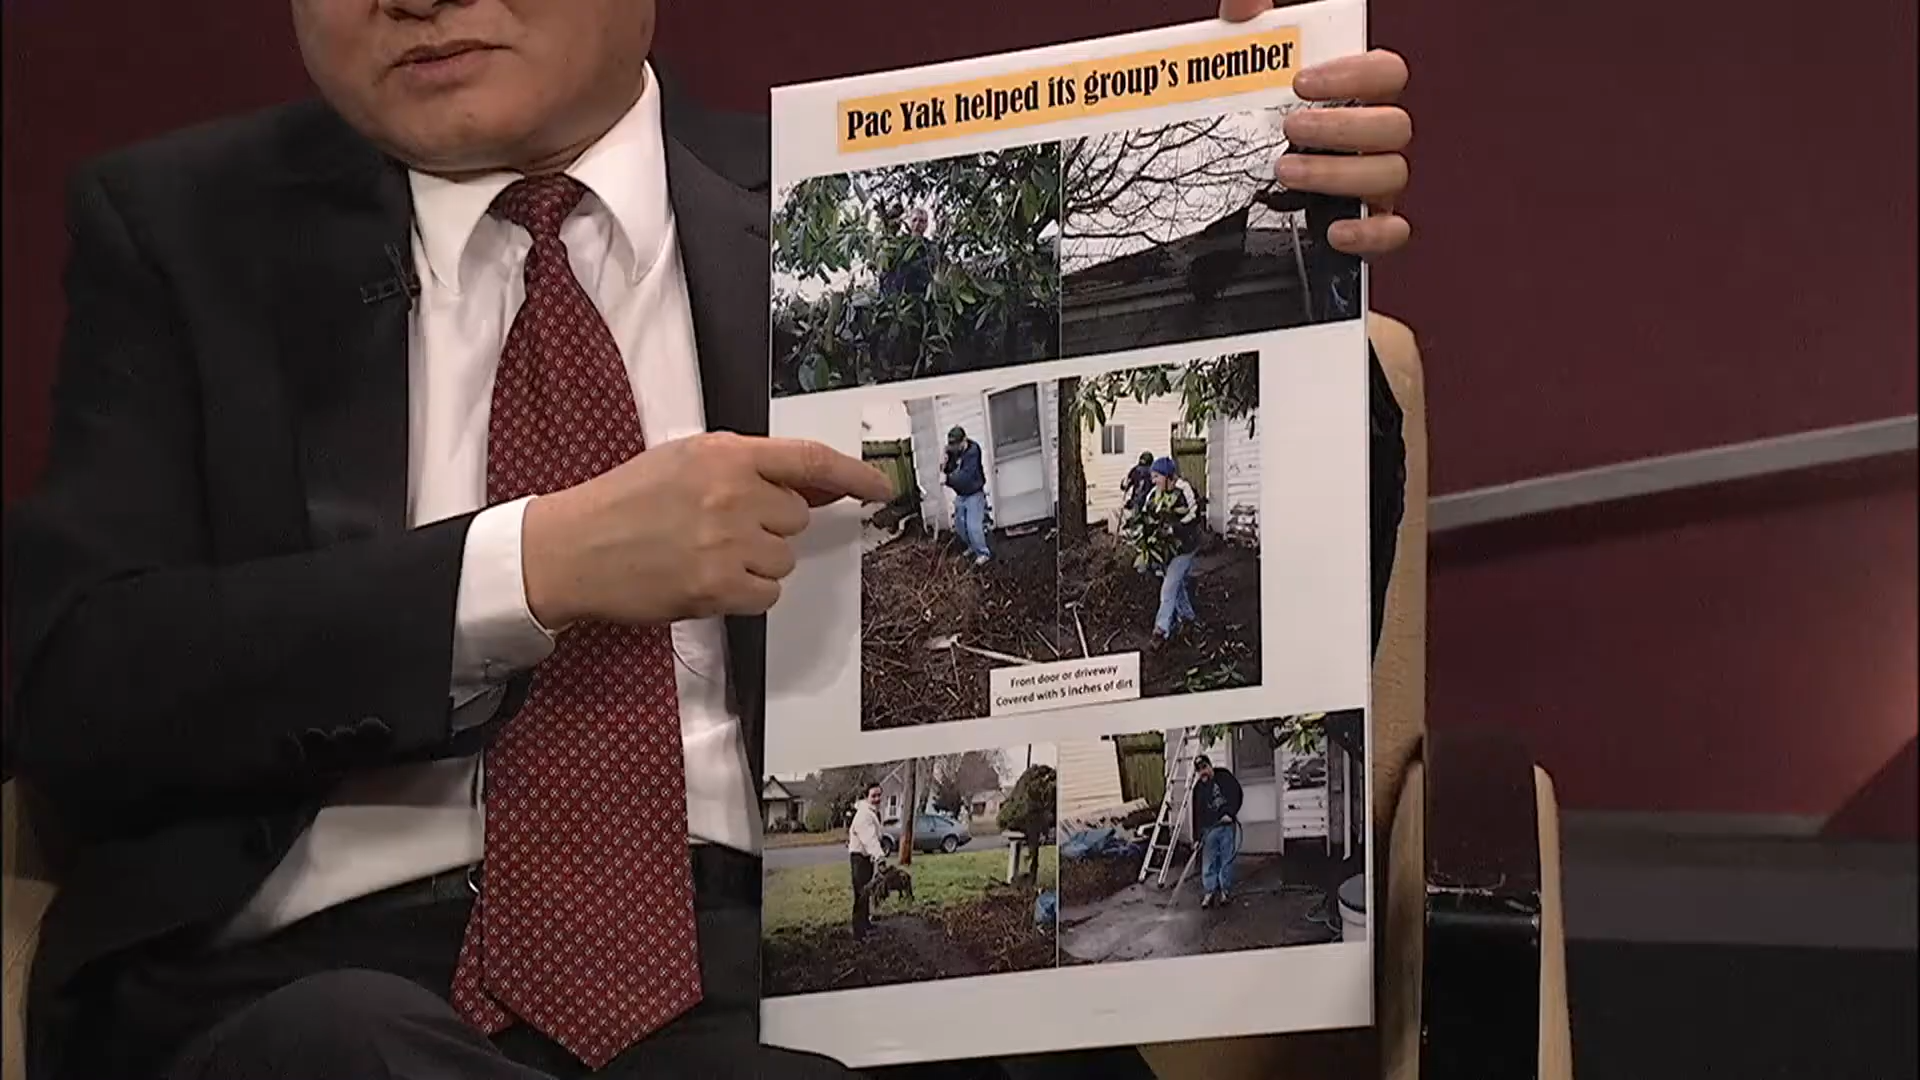 Pac Yak helped its group's member
Front door or driveway
Covered with 5 inches of dirt